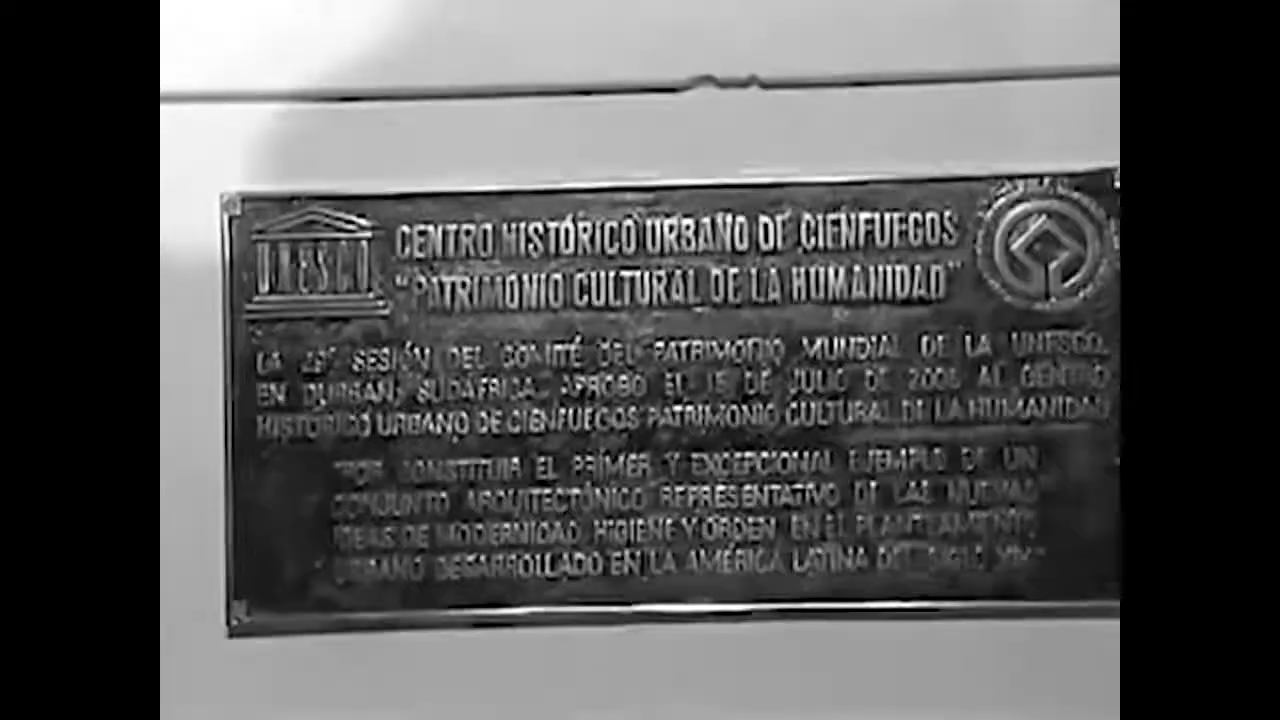 UNESCO
CENTRO HISTÓRICO URBANO DE CIENFUEGOS
"PATRIMONIO CULTURAL DE LA HUMANIDAD"
LA SESIÓN DEL COMITÉ DEL PATRIMONIO MUNDIAL DE LA UNESCO,
EN DURBAN, SUDÁFRICA, APROBÓ EL 15 DE JULIO DE AL CENTRO
HISTÓRICO URBANO DE CIENFUEGOS PATRIMONIO CULTURAL DE LA HUMANIDAD
"POR CONSTITUIR EL PRIMER Y EXCEPCIONAL EJEMPLO DE UN
CONJUNTO ARQUITECTÓNICO REPRESENTATIVO DE LAS NUEVAS
IDEAS DE MODERNIDAD, HIGIENE Y ORDEN EN EL PLANTEAMIENTO
URBANO DESARROLLADO EN LA AMÉRICA LATINA DEL SIGLO XIX"